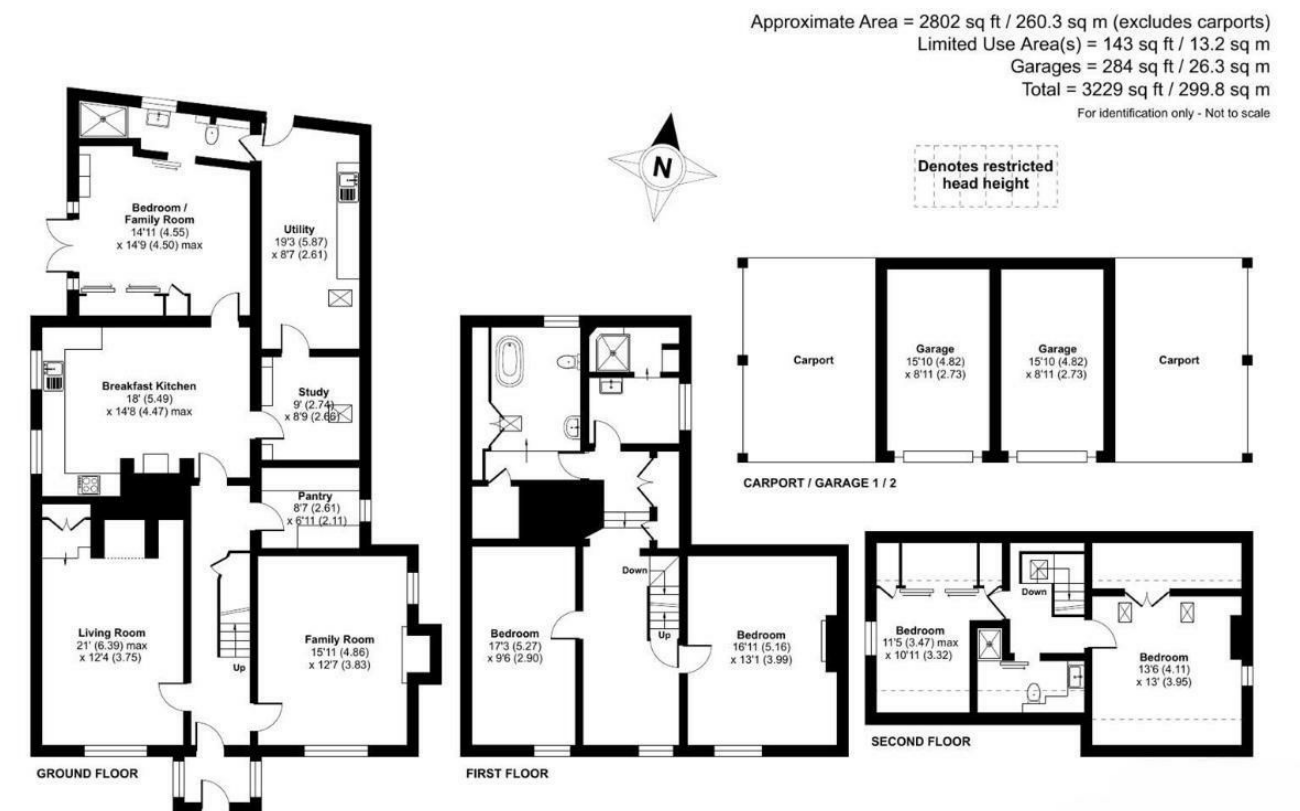 Approximate Area = 2802 sq ft / 260.3 sq m (excludes carports)
Limited Use Area(s) = 143 sq ft / 13.2 sq m
Garages = 284 sq ft / 26.3 sq m
Total = 3229 sq ft / 299.8 sq m
For identification only - Not to scale
N
Denotes restricted
head height
Bedroom /
Family Room
14'11 (4.55)
x 14'9 (4.50) max
Utility
19'3 (5.87)
x 8'7 (2.61)
Breakfast Kitchen
18' (5.49)
x 14'8 (4.47) max
Study
9' (2.74)
x 8'9 (2.66)
Pantry
8'7 (2.61)
x 6'11 (2.11)
Living Room
21' (6.39) max
x 12'4 (3.75)
Up
Family Room
15'11 (4.86)
x 12'7 (3.83)
GROUND FLOOR
Down
Up
Bedroom
17'3 (5.27)
x 9'6 (2.90)
Bedroom
16'11 (5.16)
x 13'1 (3.99)
FIRST FLOOR
Carport
Garage
15'10 (4.82)
x 8'11 (2.73)
Garage
15'10 (4.82)
x 8'11 (2.73)
Carport
CARPORT / GARAGE 1 / 2
Down
Bedroom
11'5 (3.47) max
x 10'11 (3.32)
Bedroom
13'6 (4.11)
x 13' (3.95)
SECOND FLOOR